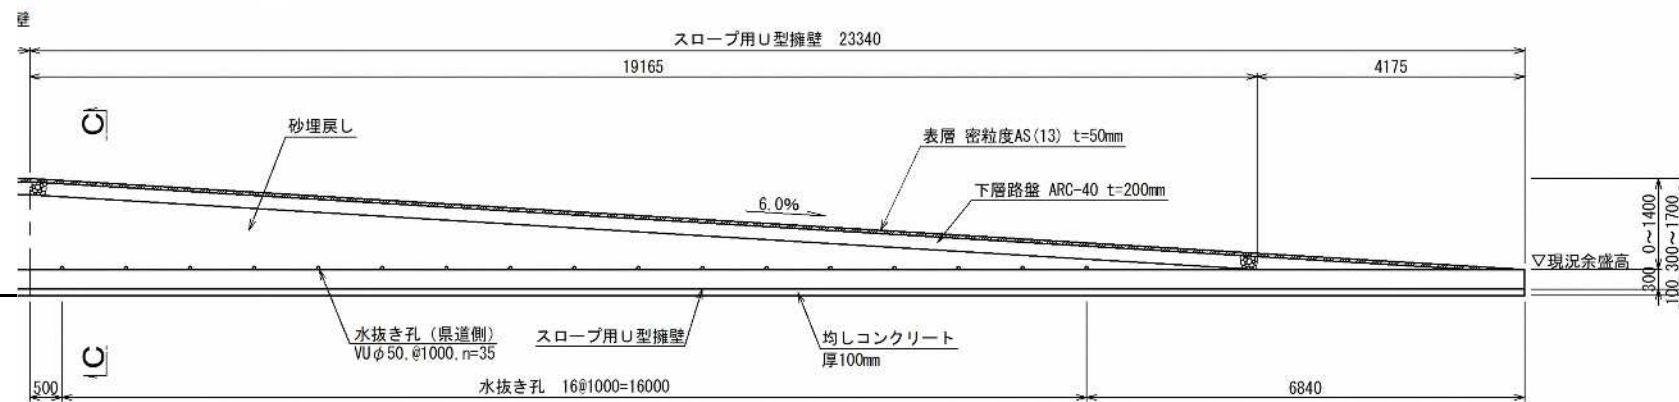 壁
スロープ用U型擁壁 23340
19165
4175
C
砂埋戻し
表層 密粒度AS(13) t=50mm
下層路盤 ARC-40 t=200mm
6.0%
0~1400
300~1700
▽現況余盛高
300
100
水抜き孔(県道側)
VUφ50,@1000,n=35
スロープ用U型擁壁
均しコンクリート
厚100mm
C
500
水抜き孔 16@1000=16000
6840